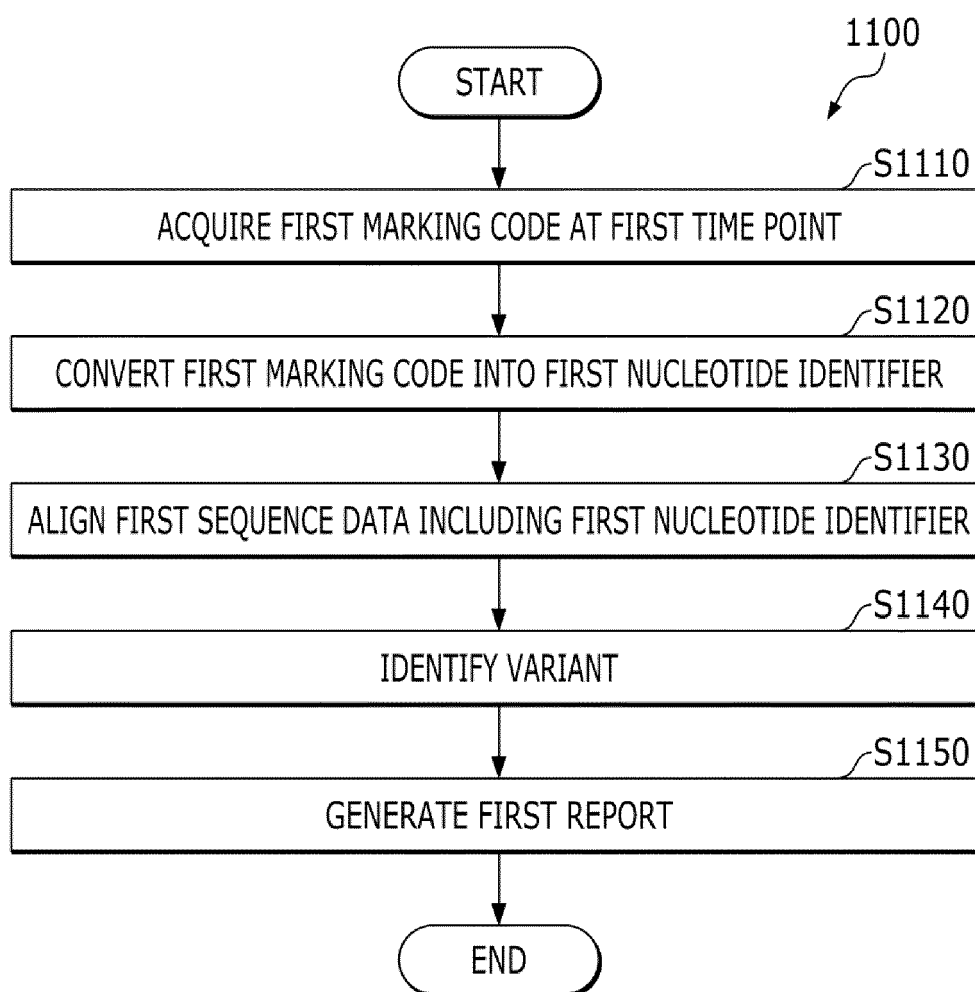 1100
START
S1110
ACQUIRE FIRST MARKING CODE AT FIRST TIME POINT
S1120
CONVERT FIRST MARKING CODE INTO FIRST NUCLEOTIDE IDENTIFIER
S1130
ALIGN FIRST SEQUENCE DATA INCLUDING FIRST NUCLEOTIDE IDENTIFIER
S1140
IDENTIFY VARIANT
S1150
GENERATE FIRST REPORT
END